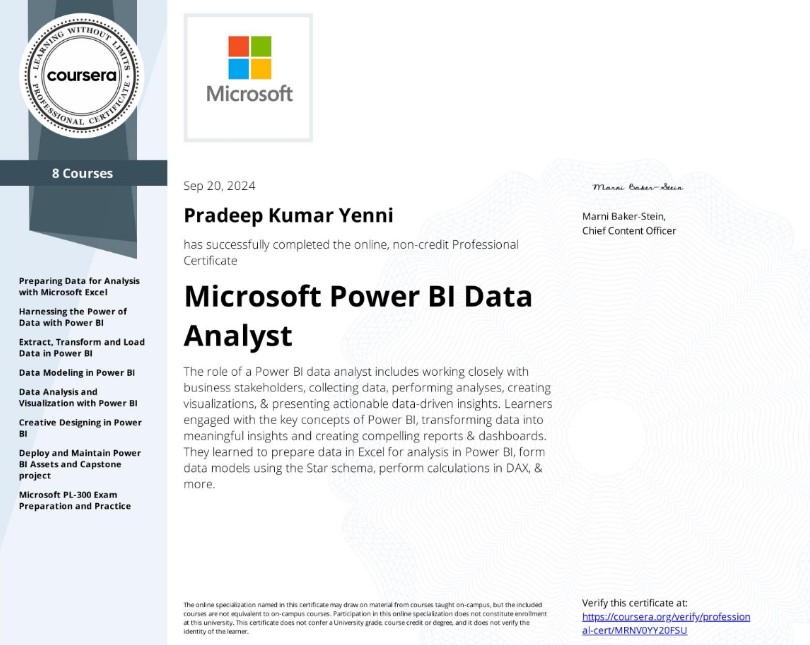 LEARNING WITHOUT LIMITS
coursera
PROFESSIONAL CERTIFICATE
8 Courses
Preparing Data for Analysis
with Microsoft Excel
Harnessing the Power of
Data with Power BI
Extract, Transform and Load
Data in Power BI
Data Modeling in Power BI
Data Analysis and
Visualization with Power BI
Creative Designing in Power
BI
Deploy and Maintain Power
BI Assets and Capstone
project
Microsoft PL-300 Exam
Preparation and Practice
Microsoft
Sep 20, 2024
Pradeep Kumar Yenni
has successfully completed the online, non-credit Professional
Certificate
Microsoft Power BI Data
Analyst
The role of a Power BI data analyst includes working closely with
business stakeholders, collecting data, performing analyses, creating
visualizations, & presenting actionable data-driven insights. Learners
engaged with the key concepts of Power BI, transforming data into
meaningful insights and creating compelling reports & dashboards.
They learned to prepare data in Excel for analysis in Power BI, form
data models using the Star schema, perform calculations in DAX, &
more.
Marni Baker-Stein
Marni Baker-Stein,
Chief Content Officer
The online specialization named in this certificate may draw on material from courses taught on-campus, but the included
courses are not equivalent to on-campus courses. Participation in this online specialization does not constitute enrollment
at this university. This certificate does not confer a University grade, course credit or degree, and it does not verify the
identity of the learner.
Verify this certificate at:
https://coursera.org/verify/profession
al-cert/MRNV0YY20FSU